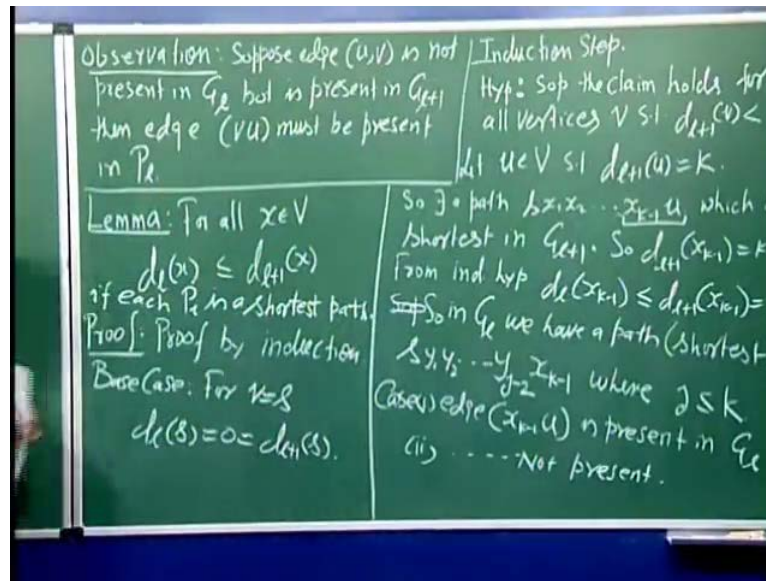 Observation: Suppose edge (u,v) is not
present in Gℓ but is present in Gℓ+1
then edge (vu) must be present
in Pℓ.
Lemma: For all x∈V
dℓ(x) ≤ dℓ+1(x)
if each Pℓ is a shortest path.
Proof: Proof by induction
Base Case: For v=s
dℓ(s)=0=dℓ+1(s).
Induction Step.
Hyp: Sop the claim holds for
all vertices V s.t dℓ+1(v)<
Let u∈V s.t dℓ+1(u)=k.
So ∃ a path s x1 x2 ... xk-1 u, which
shortest in Gℓ+1. So dℓ+1(xk-1)=k
From ind hyp dℓ(xk-1) ≤ dℓ+1(xk-1)=
So in Gℓ we have a path (shortest
s y1 y2 ... yj-2 xk-1 where j≤k
Case(i) edge (xk-1 u) is present in Gℓ
(ii) ..... Not present.